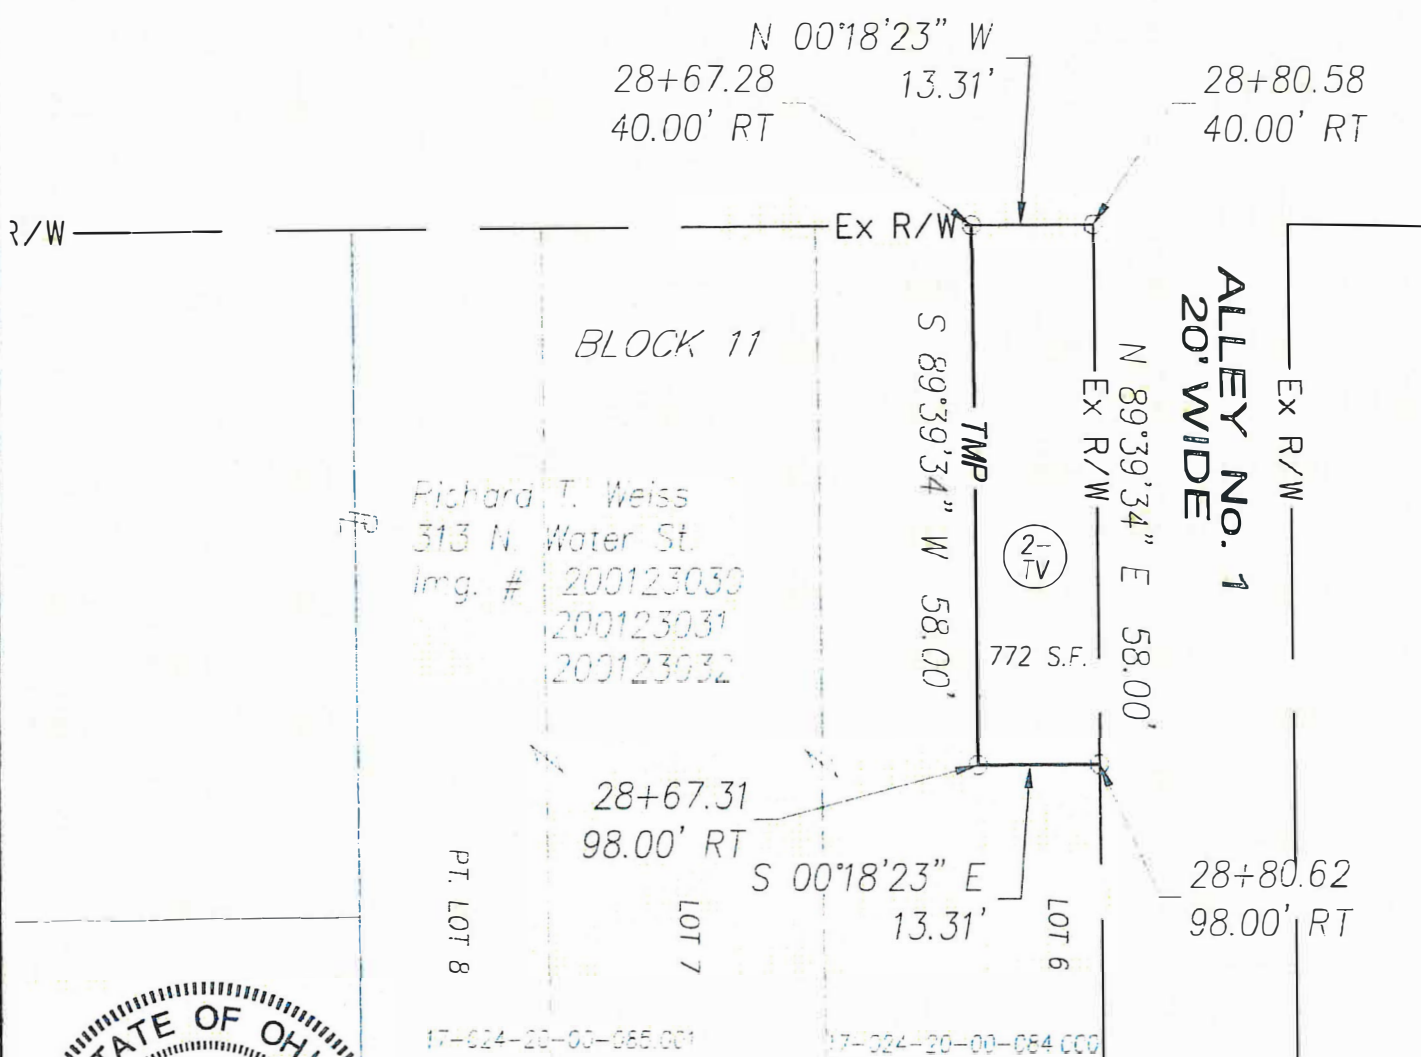 N 00°18'23" W
13.31'
28+67.28
40.00' RT
28+80.58
40.00' RT
R/W
Ex R/W
BLOCK 11
S 89°39'34" W 58.00'
TMP
Ex R/W
N 89°39'34" E 58.00'
ALLEY No. 1
20' WIDE
Ex R/W
Richard T. Weiss
313 N. Water St.
Img. # 200123030
200123031
200123032
2-
TV
772 S.F.
28+67.31
98.00' RT
S 00°18'23" E
13.31'
28+80.62
98.00' RT
PT. LOT 8
LOT 7
LOT 6
OF
17-024-20-00-085.001
17-024-20-00-084.000